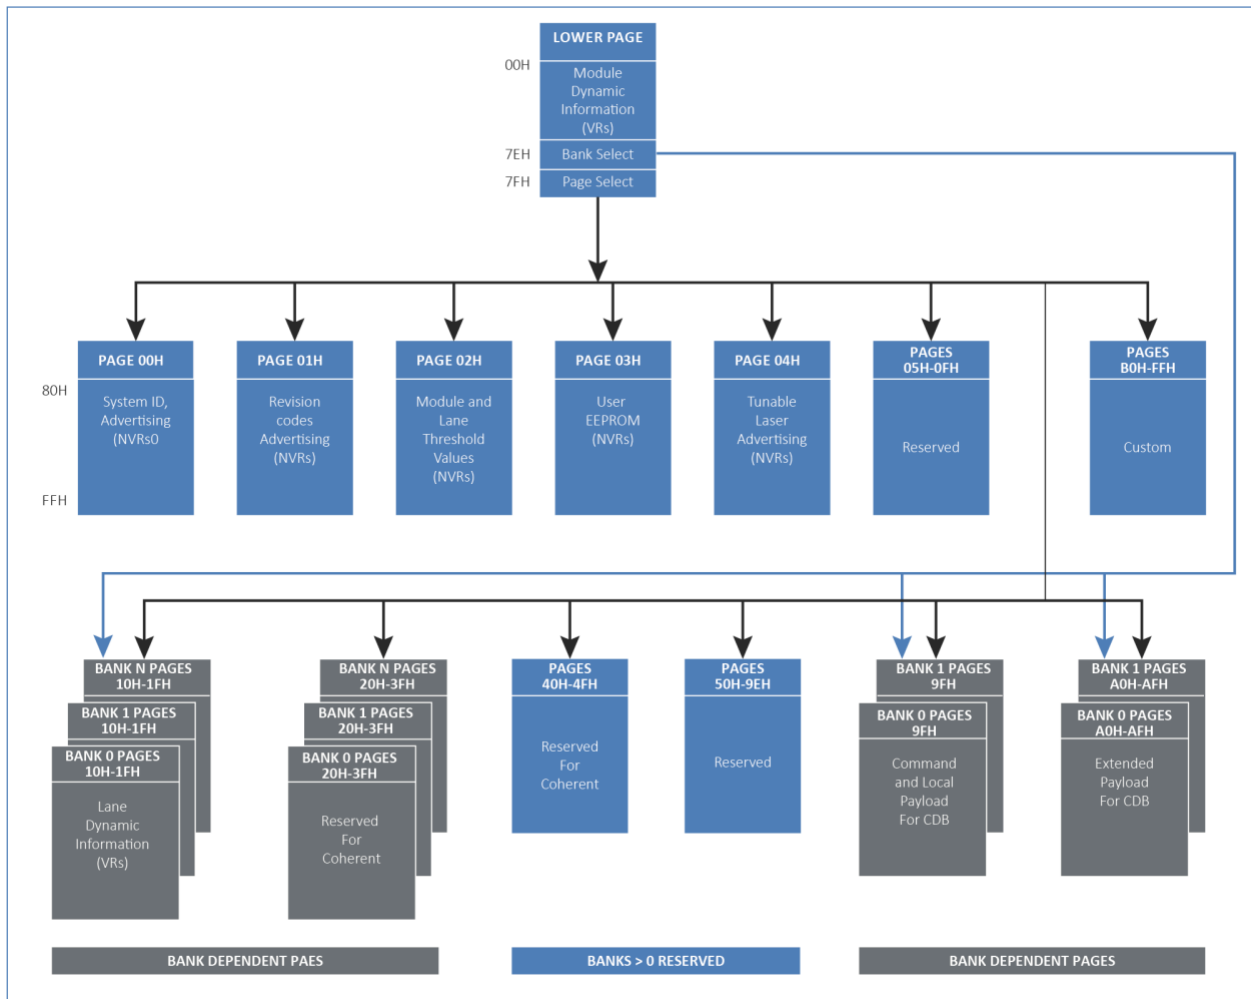 LOWER PAGE
00H
Module
Dynamic
Information
(VRs)
7EH
Bank Select
7FH
Page Select
PAGE 00H
80H
System ID,
Advertising
(NVRs0
FFH
PAGE 01H
Revision
codes
Advertising
(NVRs)
PAGE 02H
Module and
Lane
Threshold
Values
(NVRs)
PAGE 03H
User
EEPROM
(NVRs)
PAGE 04H
Tunable
Laser
Advertising
(NVRs)
PAGES
05H-0FH
Reserved
PAGES
B0H-FFH
Custom
BANK N PAGES
10H-1FH
BANK 1 PAGES
10H-1FH
BANK 0 PAGES
10H-1FH
Lane
Dynamic
Information
(VRs)
BANK N PAGES
20H-3FH
BANK 1 PAGES
20H-3FH
BANK 0 PAGES
20H-3FH
Reserved
For
Coherent
PAGES
40H-4FH
Reserved
For
Coherent
PAGES
50H-9EH
Reserved
BANK 1 PAGES
9FH
BANK 0 PAGES
9FH
Command
and Local
Payload
For CDB
BANK 1 PAGES
A0H-AFH
BANK 0 PAGES
A0H-AFH
Extended
Payload
For CDB
BANK DEPENDENT PAES
BANKS > 0 RESERVED
BANK DEPENDENT PAGES